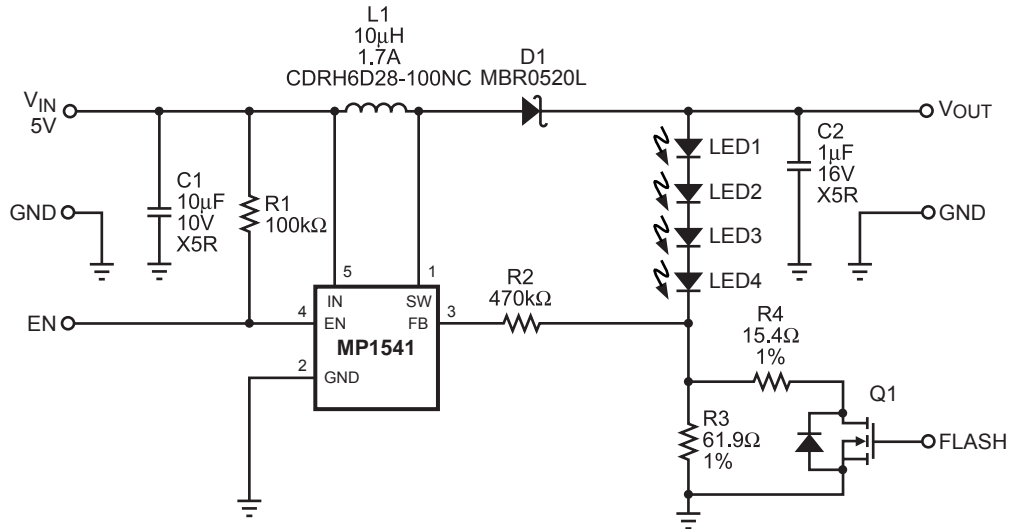 L1
10μH
1.7A
CDRH6D28-100NC
D1
MBR0520L
VIN
5V
VOUT
C1
10μF
10V
X5R
R1
100kΩ
LED1
LED2
LED3
LED4
C2
1μF
16V
X5R
GND
GND
5
1
IN
SW
R2
470kΩ
EN
4
EN
FB
3
MP1541
2
GND
R4
15.4Ω
1%
Q1
R3
61.9Ω
1%
FLASH